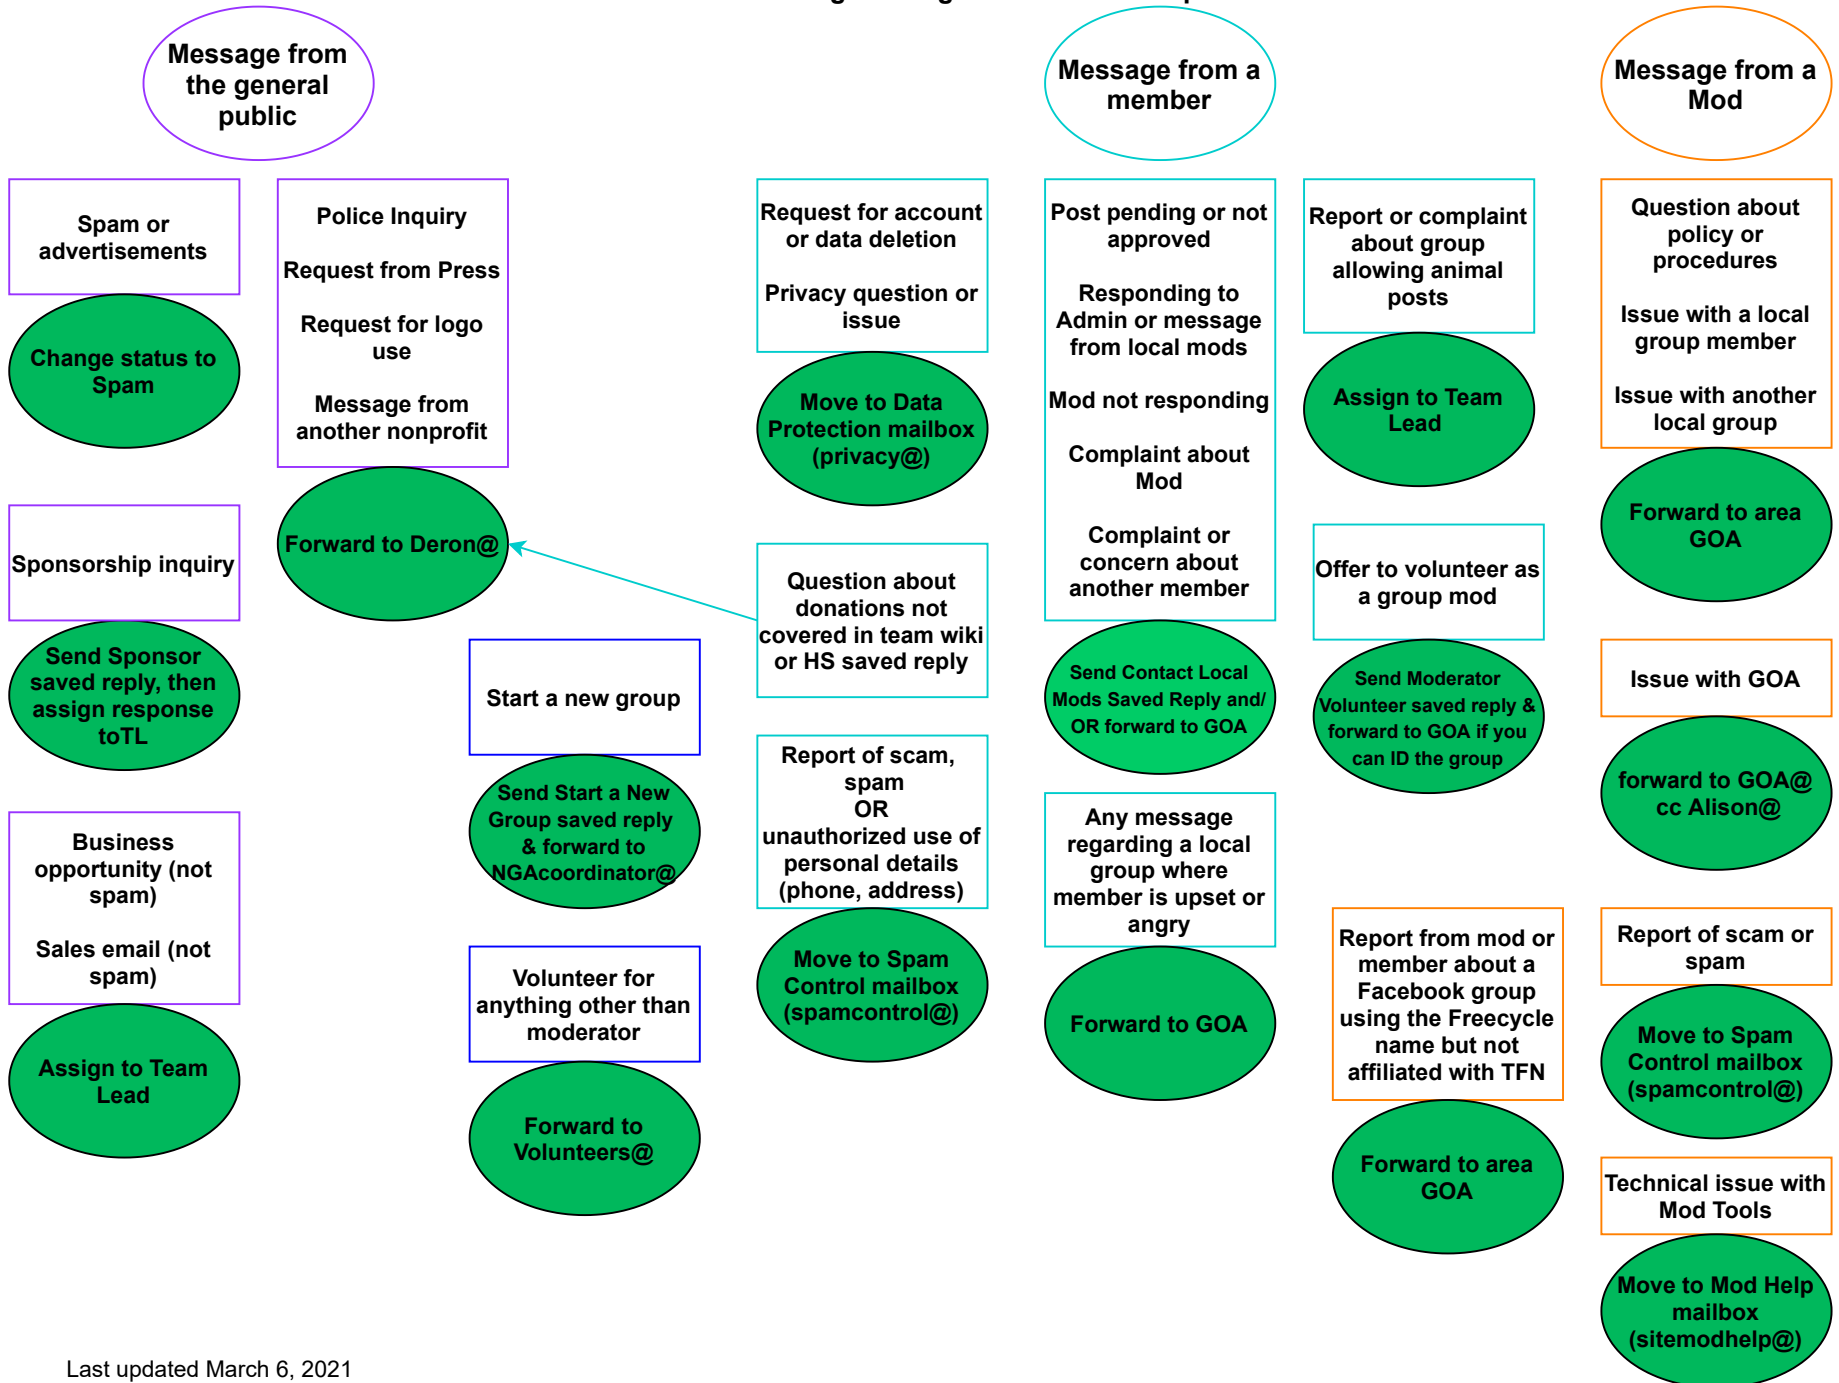 Message from
the general
public
Message from a
member
Message from a
Mod
Spam or
advertisements
Change status to
Spam
Police Inquiry
Request from Press
Request for logo
use
Message from
another nonprofit
Forward to Deron@
Sponsorship inquiry
Send Sponsor
saved reply, then
assign response
toTL
Business
opportunity (not
spam)
Sales email (not
spam)
Assign to Team
Lead
Start a new group
Send Start a New
Group saved reply
& forward to
NGAcoordinator@
Volunteer for
anything other than
moderator
Forward to
Volunteers@
Request for account
or data deletion
Privacy question or
issue
Move to Data
Protection mailbox
(privacy@)
Question about
donations not
covered in team wiki
or HS saved reply
Report of scam,
spam
OR
unauthorized use of
personal details
(phone, address)
Move to Spam
Control mailbox
(spamcontrol@)
Post pending or not
approved
Responding to
Admin or message
from local mods
Mod not responding
Complaint about
Mod
Complaint or
concern about
another member
Send Contact Local
Mods Saved Reply and/
OR forward to GOA
Any message
regarding a local
group where
member is upset or
angry
Forward to GOA
Report or complaint
about group
allowing animal
posts
Assign to Team
Lead
Offer to volunteer as
a group mod
Send Moderator
Volunteer saved reply &
forward to GOA if you
can ID the group
Report from mod or
member about a
Facebook group
using the Freecycle
name but not
affiliated with TFN
Forward to area
GOA
Question about
policy or
procedures
Issue with a local
group member
Issue with another
local group
Forward to area
GOA
Issue with GOA
forward to GOA@
cc Alison@
Report of scam or
spam
Move to Spam
Control mailbox
(spamcontrol@)
Technical issue with
Mod Tools
Move to Mod Help
mailbox
(sitemodhelp@)
Last updated March 6, 2021